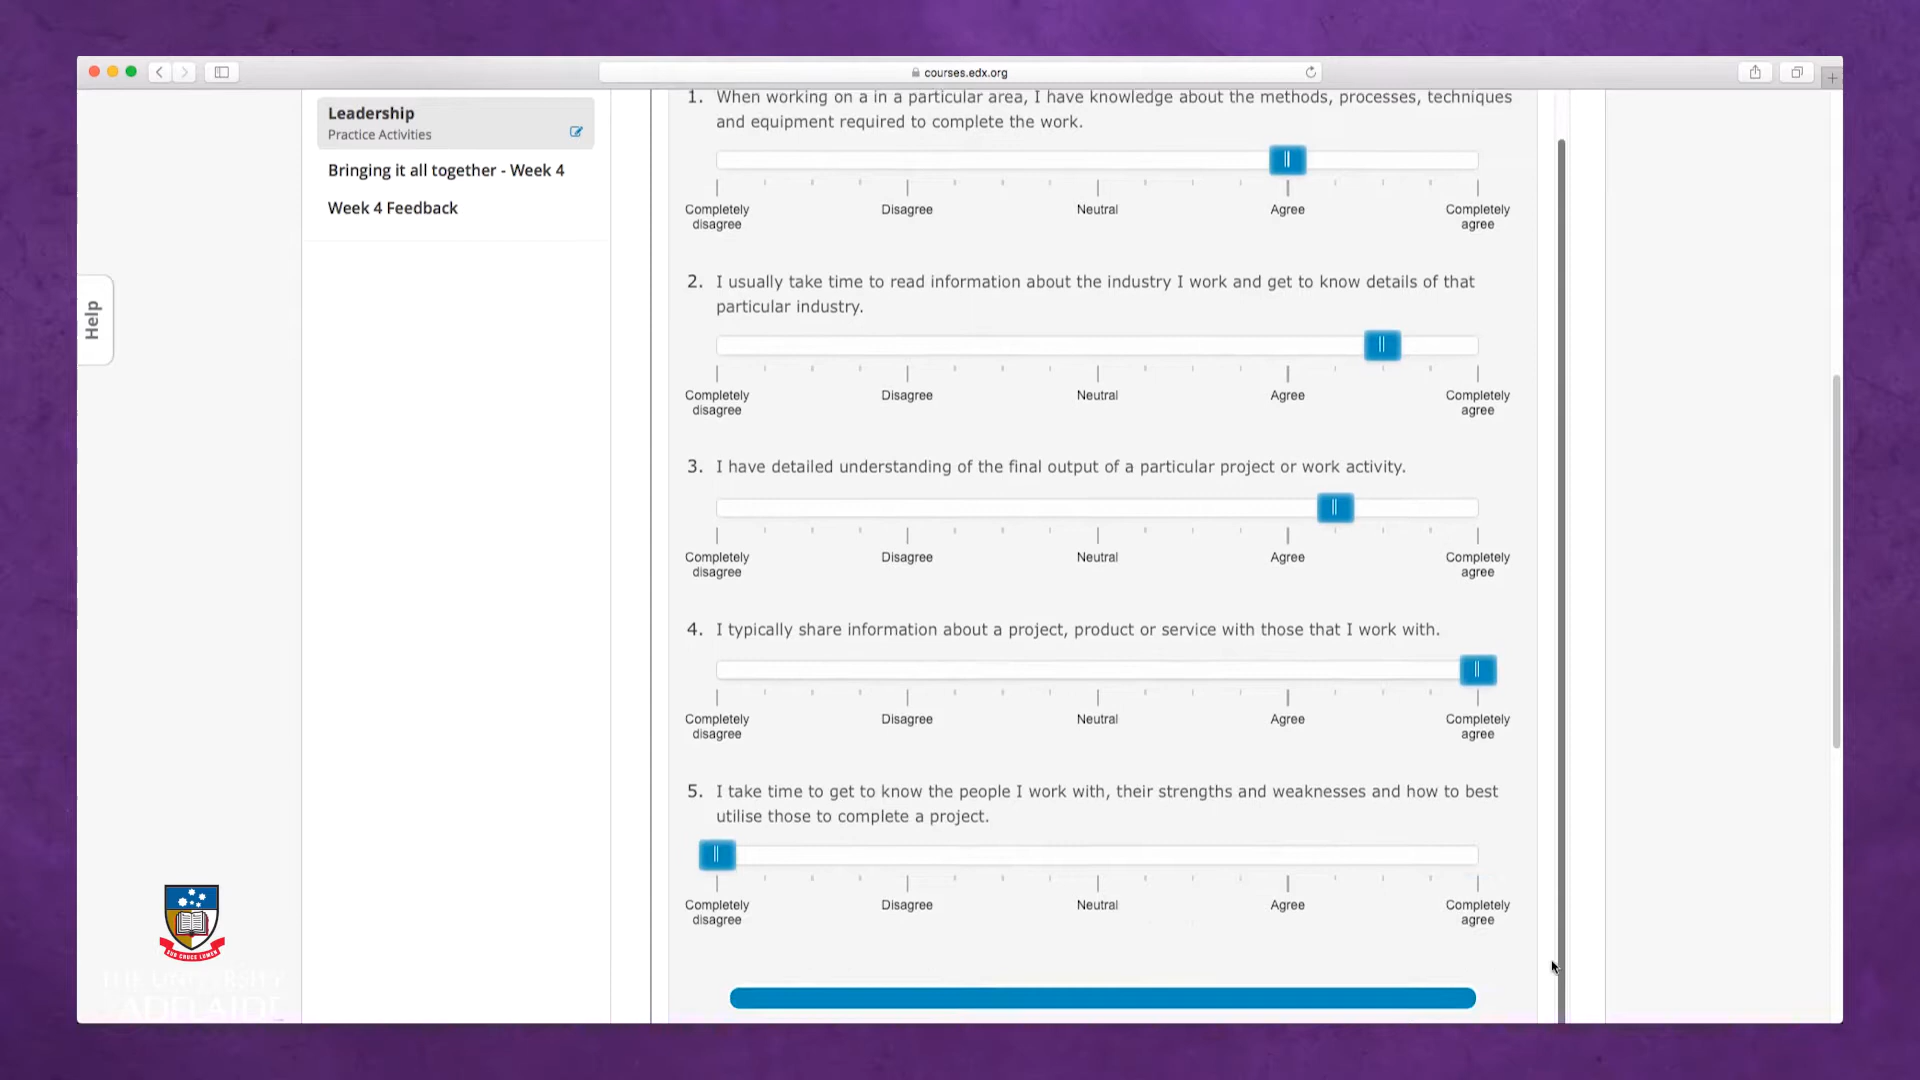 courses.edx.org
Leadership
Practice Activities
Bringing it all together - Week 4
Week 4 Feedback
Help
1. When working on a in a particular area, I have knowledge about the methods, processes, techniques
and equipment required to complete the work.
Completely Disagree Neutral Agree Completely
disagree agree
2. I usually take time to read information about the industry I work and get to know details of that
particular industry.
Completely Disagree Neutral Agree Completely
disagree agree
3. I have detailed understanding of the final output of a particular project or work activity.
Completely Disagree Neutral Agree Completely
disagree agree
4. I typically share information about a project, product or service with those that I work with.
Completely Disagree Neutral Agree Completely
disagree agree
5. I take time to get to know the people I work with, their strengths and weaknesses and how to best
utilise those to complete a project.
Completely Disagree Neutral Agree Completely
disagree agree
SUB CRUCE LUMEN
THE UNIVERSITY
ADELAIDE